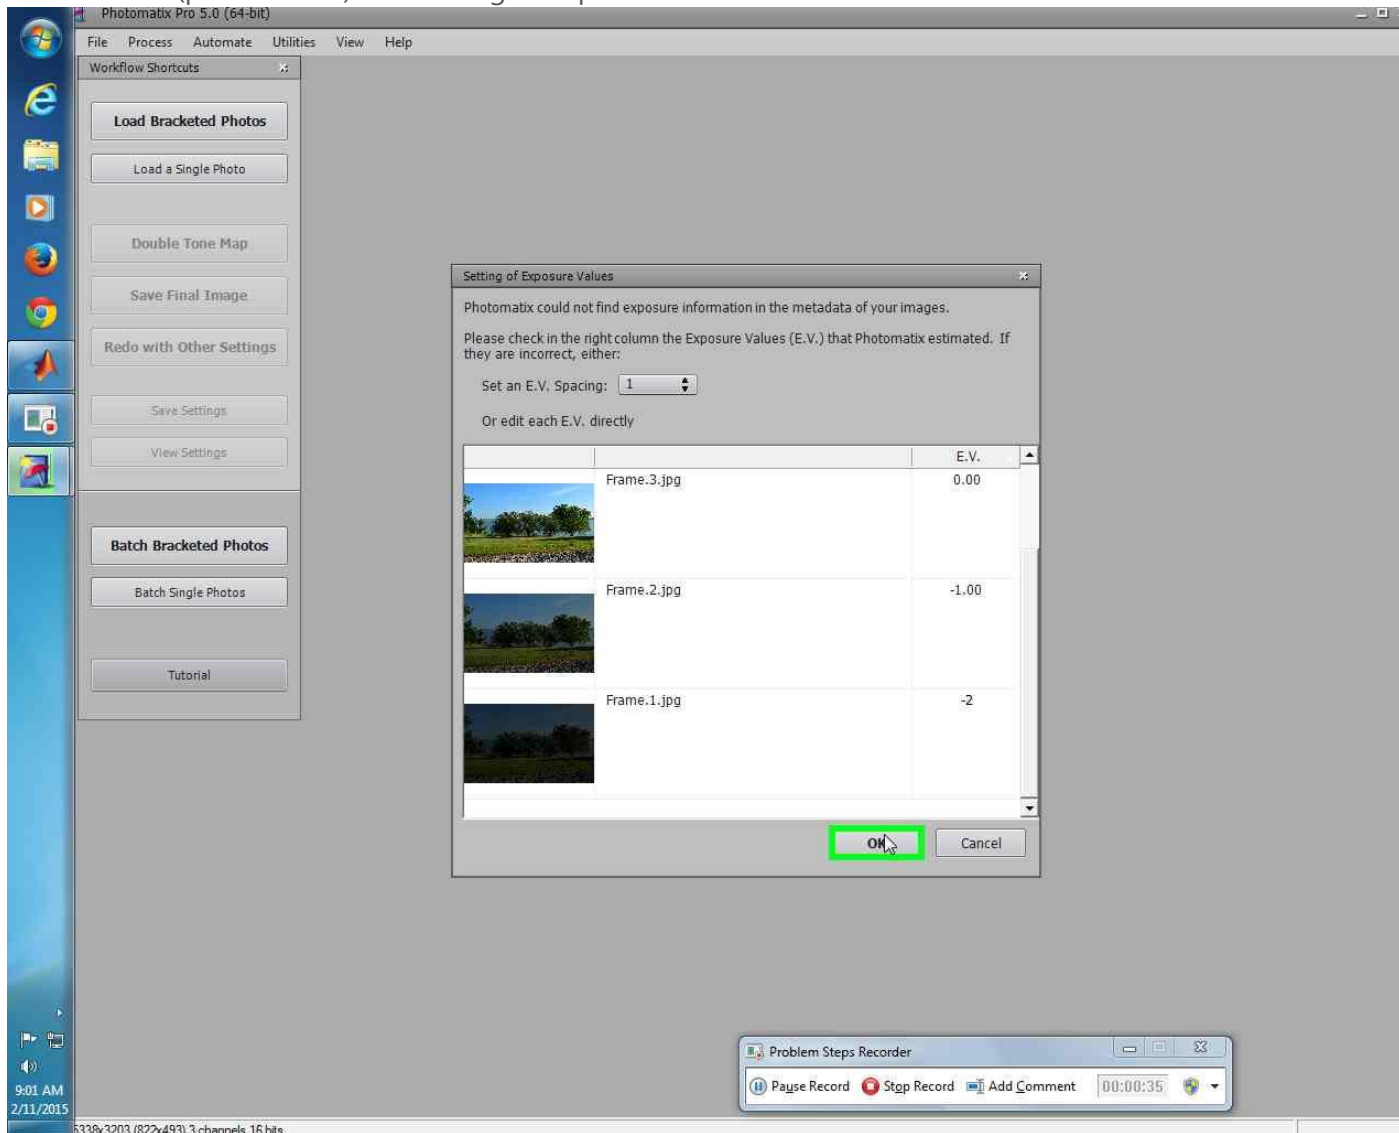 Photomatix Pro 5.0 (64-bit)
File Process Automate Utilities View Help
Workflow Shortcuts
Load Bracketed Photos
Load a Single Photo
Double Tone Map
Save Final Image
Redo with Other Settings
Save Settings
View Settings
Batch Bracketed Photos
Batch Single Photos
Tutorial
Setting of Exposure Values
Photomatix could not find exposure information in the metadata of your images.
Please check in the right column the Exposure Values (E.V.) that Photomatix estimated. If
they are incorrect, either:
Set an E.V. Spacing: 1
Or edit each E.V. directly
E.V.
Frame.3.jpg 0.00
Frame.2.jpg -1.00
Frame.1.jpg -2
OK Cancel
Problem Steps Recorder
Pause Record Stop Record Add Comment 00:00:35
9:01 AM
2/11/2015
5338x3203 (822x493) 3 channels 16 bits